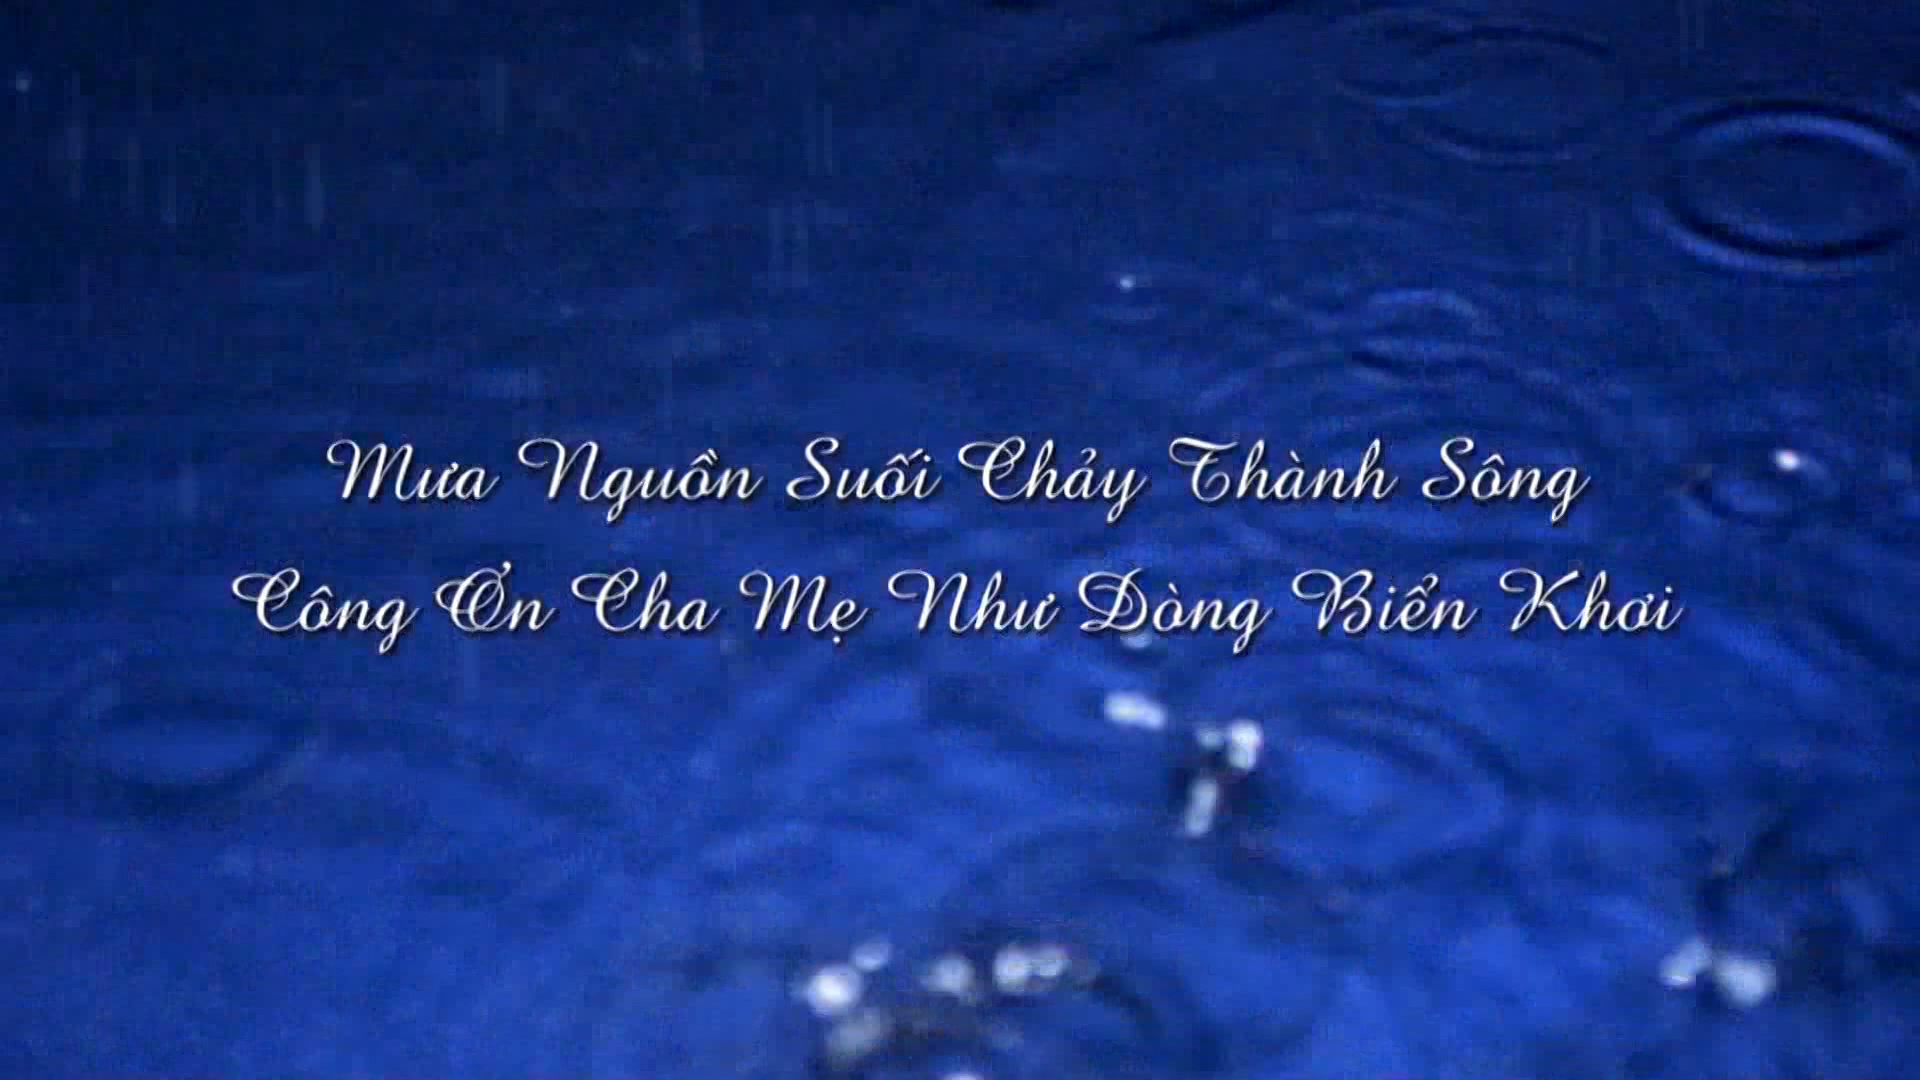 Mưa Nguồn Suối Chảy Thành Sông
Công Ơn Cha Mẹ Như Dòng Biển Khơi